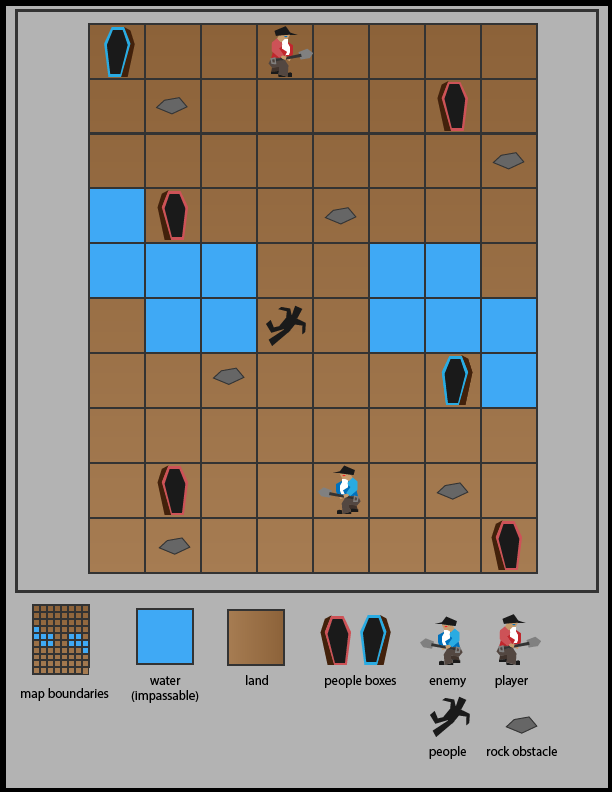 map boundaries
water
(impassable)
land
people boxes
enemy
player
people
rock obstacle